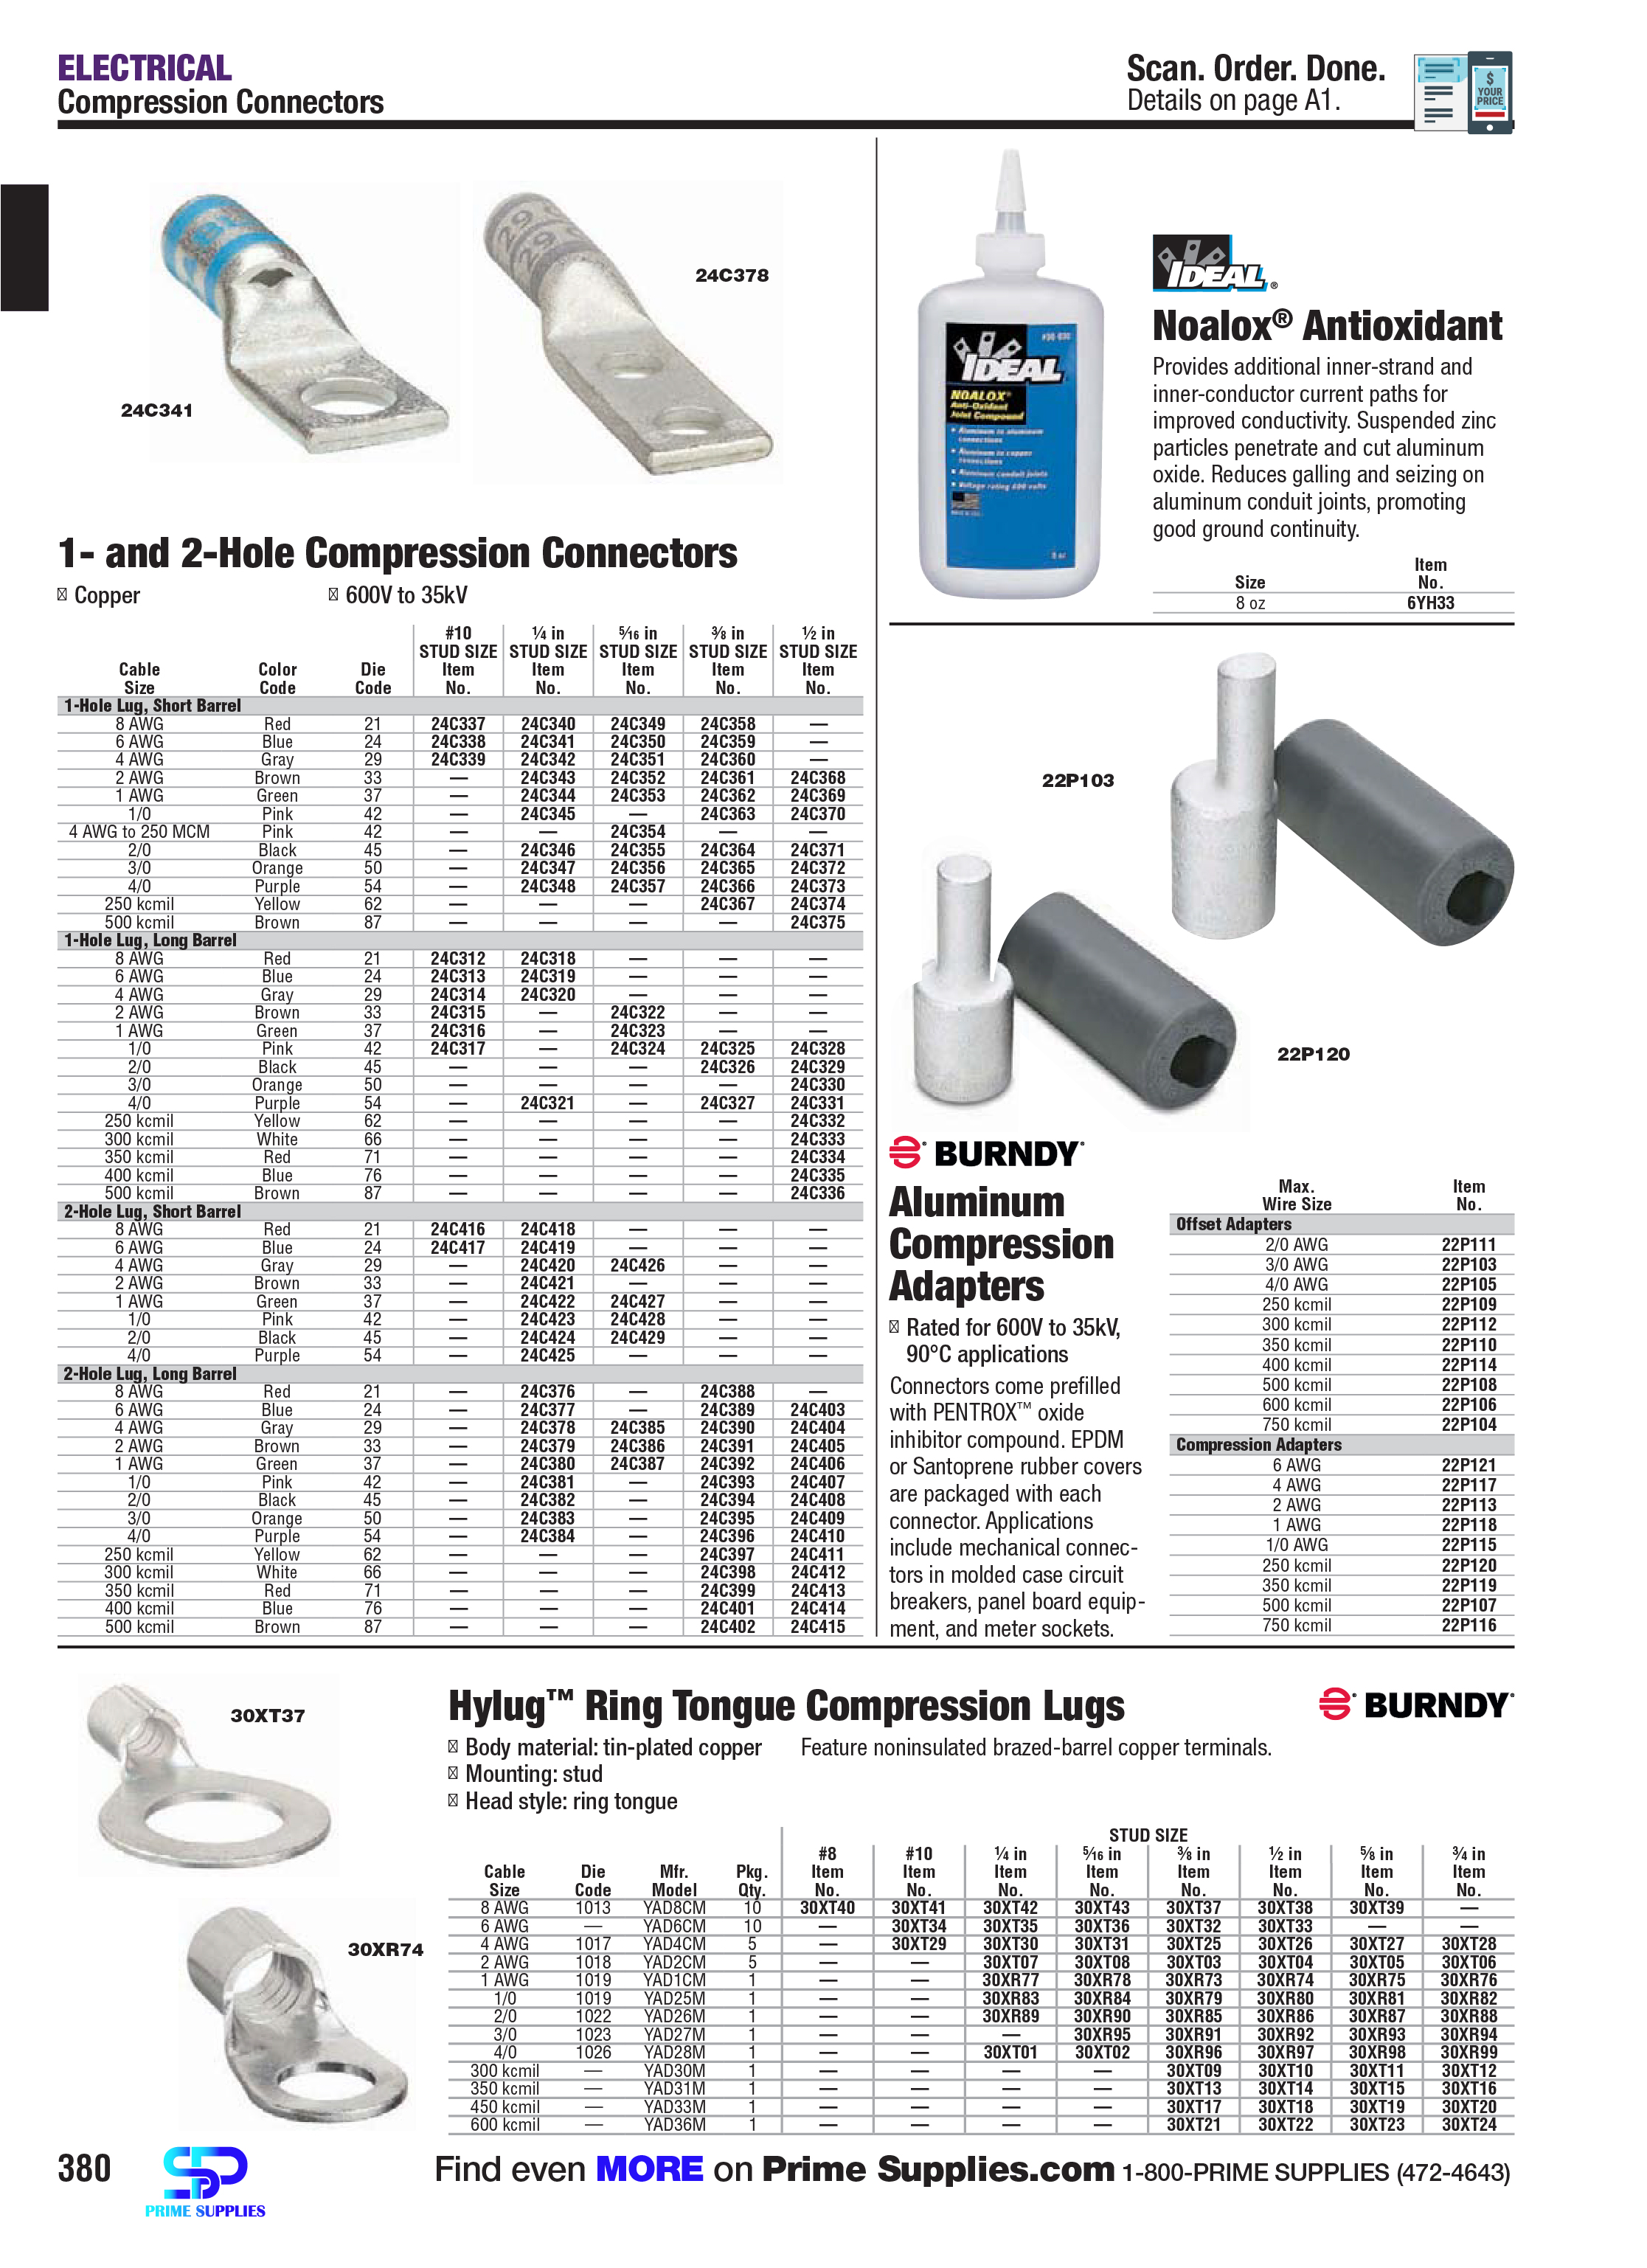 ELECTRICAL
Compression Connectors
Scan. Order. Done.
Details on page A1.
$
YOUR
PRICE
24C341
24C378
1- and 2-Hole Compression Connectors
Copper 600V to 35kV
#10 ¼ in 5⁄16 in ⅜ in ½ in
STUD SIZE STUD SIZE STUD SIZE STUD SIZE STUD SIZE
Cable Color Die Item Item Item Item Item
Size Code Code No. No. No. No. No.
1-Hole Lug, Short Barrel
8 AWG Red 21 24C337 24C340 24C349 24C358 —
6 AWG Blue 24 24C338 24C341 24C350 24C359 —
4 AWG Gray 29 24C339 24C342 24C351 24C360 —
2 AWG Brown 33 — 24C343 24C352 24C361 24C368
1 AWG Green 37 — 24C344 24C353 24C362 24C369
1/0 Pink 42 — 24C345 — 24C363 24C370
4 AWG to 250 MCM Pink 42 — — 24C354 — —
2/0 Black 45 — 24C346 24C355 24C364 24C371
3/0 Orange 50 — 24C347 24C356 24C365 24C372
4/0 Purple 54 — 24C348 24C357 24C366 24C373
250 kcmil Yellow 62 — — — 24C367 24C374
500 kcmil Brown 87 — — — — 24C375
1-Hole Lug, Long Barrel
8 AWG Red 21 24C312 24C318 — — —
6 AWG Blue 24 24C313 24C319 — — —
4 AWG Gray 29 24C314 24C320 — — —
2 AWG Brown 33 24C315 — 24C322 — —
1 AWG Green 37 24C316 — 24C323 — —
1/0 Pink 42 24C317 — 24C324 24C325 24C328
2/0 Black 45 — — — 24C326 24C329
3/0 Orange 50 — — — — 24C330
4/0 Purple 54 — 24C321 — 24C327 24C331
250 kcmil Yellow 62 — — — — 24C332
300 kcmil White 66 — — — — 24C333
350 kcmil Red 71 — — — — 24C334
400 kcmil Blue 76 — — — — 24C335
500 kcmil Brown 87 — — — — 24C336
2-Hole Lug, Short Barrel
8 AWG Red 21 24C416 24C418 — — —
6 AWG Blue 24 24C417 24C419 — — —
4 AWG Gray 29 — 24C420 24C426 — —
2 AWG Brown 33 — 24C421 — — —
1 AWG Green 37 — 24C422 24C427 — —
1/0 Pink 42 — 24C423 24C428 — —
2/0 Black 45 — 24C424 24C429 — —
4/0 Purple 54 — 24C425 — — —
2-Hole Lug, Long Barrel
8 AWG Red 21 — 24C376 — 24C388 —
6 AWG Blue 24 — 24C377 — 24C389 24C403
4 AWG Gray 29 — 24C378 24C385 24C390 24C404
2 AWG Brown 33 — 24C379 24C386 24C391 24C405
1 AWG Green 37 — 24C380 24C387 24C392 24C406
1/0 Pink 42 — 24C381 — 24C393 24C407
2/0 Black 45 — 24C382 — 24C394 24C408
3/0 Orange 50 — 24C383 — 24C395 24C409
4/0 Purple 54 — 24C384 — 24C396 24C410
250 kcmil Yellow 62 — — — 24C397 24C411
300 kcmil White 66 — — — 24C398 24C412
350 kcmil Red 71 — — — 24C399 24C413
400 kcmil Blue 76 — — — 24C401 24C414
500 kcmil Brown 87 — — — 24C402 24C415
IDEAL
NOALOX®
Anti-Oxidant
Joint Compound
Aluminum to aluminum
connections
Aluminum to copper
connections
Aluminum conduit joints
Voltage rating 600 volts
8 oz
IDEAL®
Noalox® Antioxidant
Provides additional inner-strand and
inner-conductor current paths for
improved conductivity. Suspended zinc
particles penetrate and cut aluminum
oxide. Reduces galling and seizing on
aluminum conduit joints, promoting
good ground continuity.
Item
Size No.
8 oz 6YH33
22P103
22P120
BURNDY®
Aluminum
Compression
Adapters
Rated for 600V to 35kV,
90°C applications
Connectors come prefilled
with PENTROX™ oxide
inhibitor compound. EPDM
or Santoprene rubber covers
are packaged with each
connector. Applications
include mechanical connec-
tors in molded case circuit
breakers, panel board equip-
ment, and meter sockets.
Max. Item
Wire Size No.
Offset Adapters
2/0 AWG 22P111
3/0 AWG 22P103
4/0 AWG 22P105
250 kcmil 22P109
300 kcmil 22P112
350 kcmil 22P110
400 kcmil 22P114
500 kcmil 22P108
600 kcmil 22P106
750 kcmil 22P104
Compression Adapters
6 AWG 22P121
4 AWG 22P117
2 AWG 22P113
1 AWG 22P118
1/0 AWG 22P115
250 kcmil 22P120
350 kcmil 22P119
500 kcmil 22P107
750 kcmil 22P116
30XT37
30XR74
Hylug™ Ring Tongue Compression Lugs
BURNDY®
Body material: tin-plated copper Feature noninsulated brazed-barrel copper terminals.
Mounting: stud
Head style: ring tongue
STUD SIZE
#8 #10 ¼ in 5⁄16 in ⅜ in ½ in ⅝ in ¾ in
Cable Die Mfr. Pkg. Item Item Item Item Item Item Item Item
Size Code Model Qty. No. No. No. No. No. No. No. No.
8 AWG 1013 YAD8CM 10 30XT40 30XT41 30XT42 30XT43 30XT37 30XT38 30XT39 —
6 AWG — YAD6CM 10 — 30XT34 30XT35 30XT36 30XT32 30XT33 — —
4 AWG 1017 YAD4CM 5 — 30XT29 30XT30 30XT31 30XT25 30XT26 30XT27 30XT28
2 AWG 1018 YAD2CM 5 — — 30XT07 30XT08 30XT03 30XT04 30XT05 30XT06
1 AWG 1019 YAD1CM 1 — — 30XR77 30XR78 30XR73 30XR74 30XR75 30XR76
1/0 1019 YAD25M 1 — — 30XR83 30XR84 30XR79 30XR80 30XR81 30XR82
2/0 1022 YAD26M 1 — — 30XR89 30XR90 30XR85 30XR86 30XR87 30XR88
3/0 1023 YAD27M 1 — — — 30XR95 30XR91 30XR92 30XR93 30XR94
4/0 1026 YAD28M 1 — — 30XT01 30XT02 30XR96 30XR97 30XR98 30XR99
300 kcmil — YAD30M 1 — — — — 30XT09 30XT10 30XT11 30XT12
350 kcmil — YAD31M 1 — — — — 30XT13 30XT14 30XT15 30XT16
450 kcmil — YAD33M 1 — — — — 30XT17 30XT18 30XT19 30XT20
600 kcmil — YAD36M 1 — — — — 30XT21 30XT22 30XT23 30XT24
380
PRIME SUPPLIES
Find even MORE on Prime Supplies.com 1-800-PRIME SUPPLIES (472-4643)